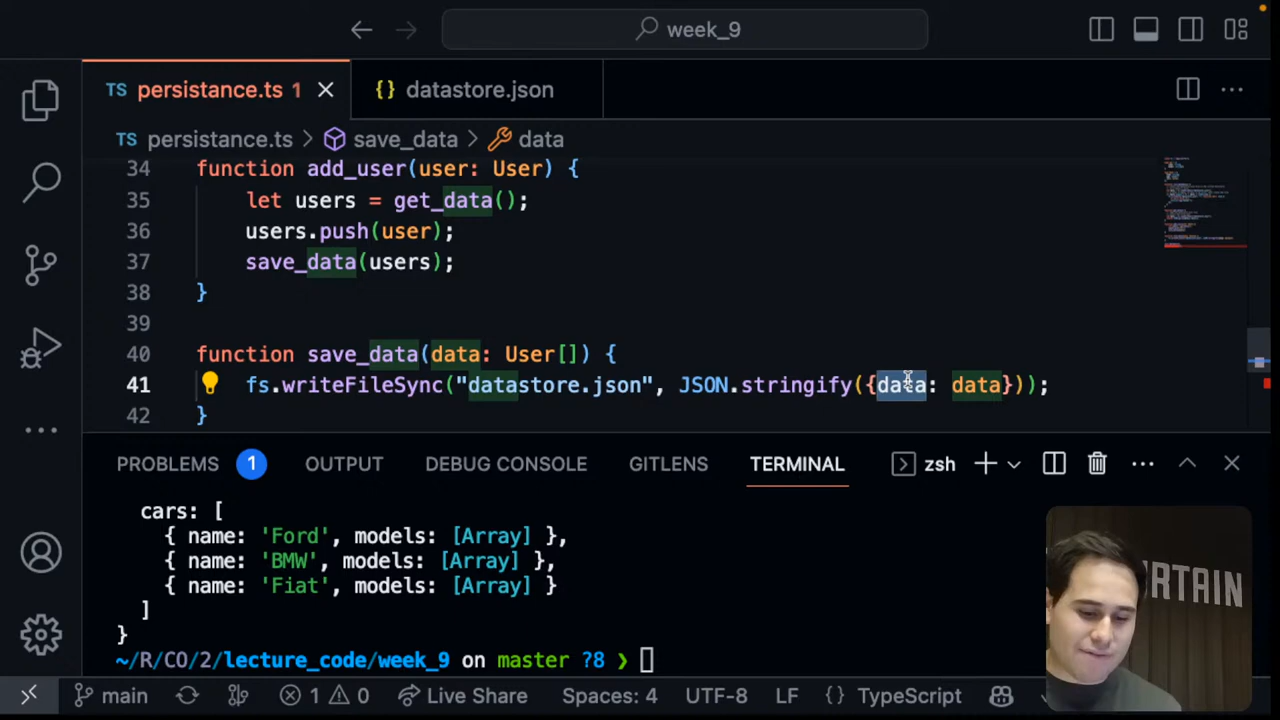 week_9
TS persistance.ts 1
{} datastore.json
TS persistance.ts > save_data > data
34 function add_user(user: User) {
35 let users = get_data();
36 users.push(user);
37 save_data(users);
38 }
39
40 function save_data(data: User[]) {
41 fs.writeFileSync("datastore.json", JSON.stringify({data: data}));
42 }
PROBLEMS 1 OUTPUT DEBUG CONSOLE GITLENS TERMINAL zsh
cars: [
{ name: 'Ford', models: [Array] },
{ name: 'BMW', models: [Array] },
{ name: 'Fiat', models: [Array] }
]
}
~/R/CO/2/lecture_code/week_9 on master ?8 ❯
URTAIN
main 1 0 Live Share Spaces: 4 UTF-8 LF {} TypeScript